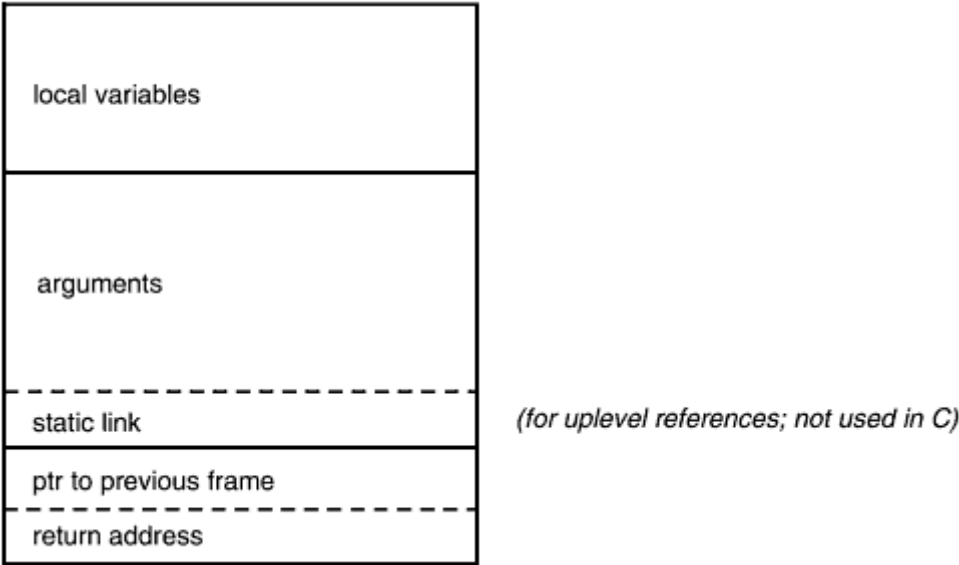 local variables
arguments
static link
(for uplevel references; not used in C)
ptr to previous frame
return address